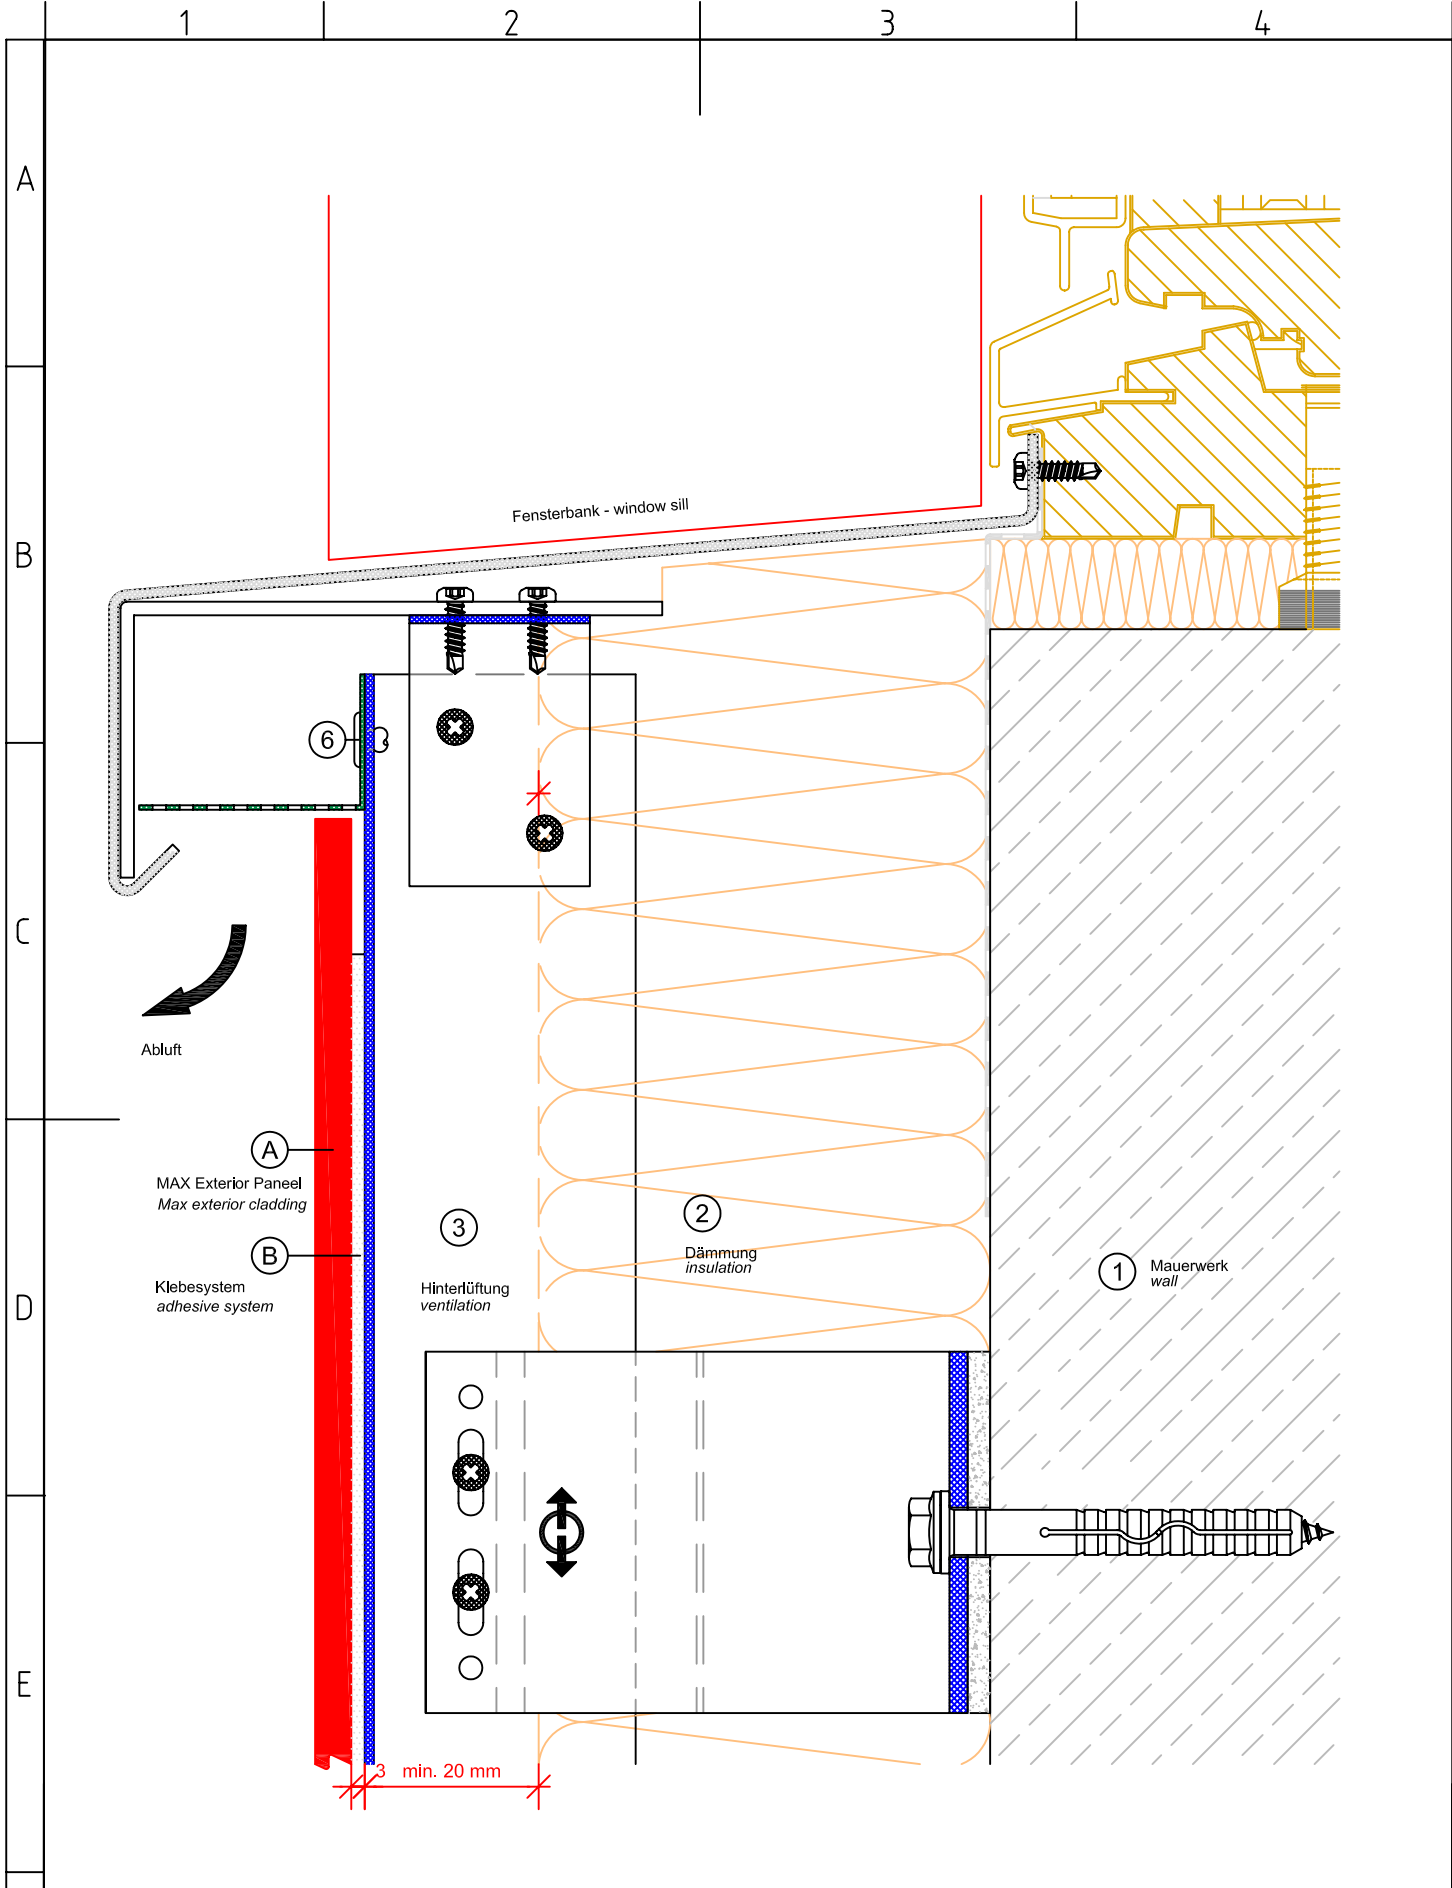 1 2 3 4
A
B
C
D
E
Fensterbank - window sill
6
Abluft
A
MAX Exterior Paneel
Max exterior cladding
B
Klebesystem
adhesive system
3
Hinterlüftung
ventilation
2
Dämmung
insulation
1
Mauerwerk
wall
3 min. 20 mm